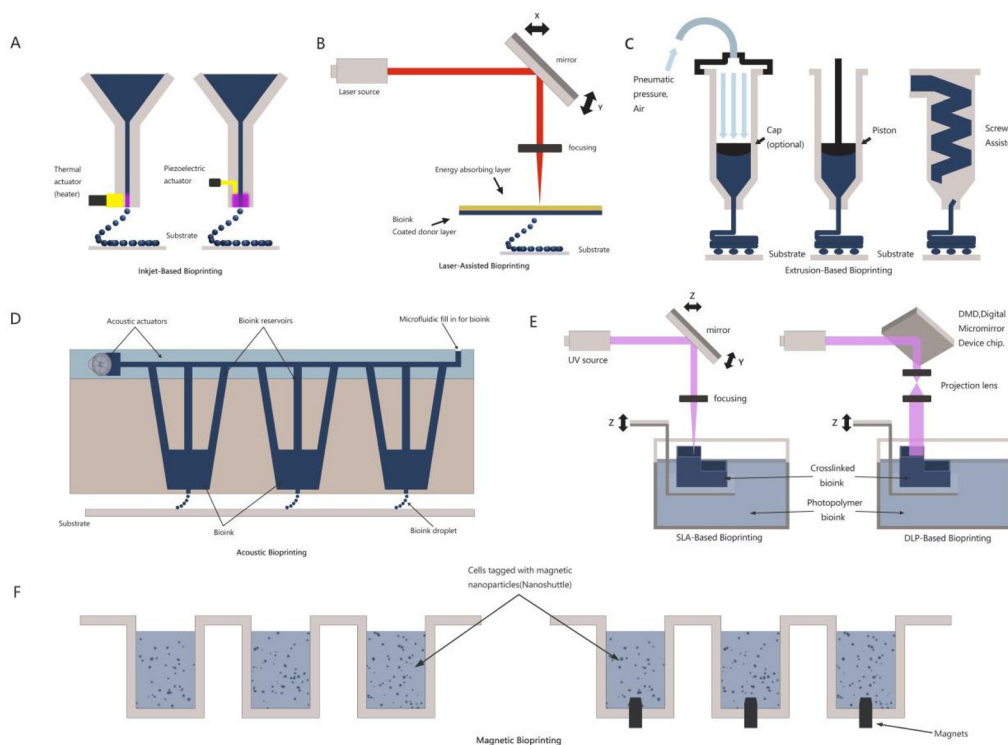 A
Thermal
actuator
(heater)
Piezoelectric
actuator
Substrate
Inkjet-Based Bioprinting
B
X
mirror
Laser source
Y
focusing
Energy absorbing layer
Bioink
Coated donor layer
Substrate
Laser-Assisted Bioprinting
C
Pneumatic
pressure,
Air
Cap
(optional)
Piston
Screw
Assiste
Substrate
Substrate
Extrusion-Based Bioprinting
D
Acoustic actuators
Bioink reservoirs
Microfluidic fill in for bioink
Substrate
Bioink
Bioink droplet
Acoustic Bioprinting
E
Z
mirror
UV source
Y
focusing
Z
Crosslinked
bioink
Photopolymer
bioink
SLA-Based Bioprinting
DMD,Digital
Micromirror
Device chip.
Projection lens
Z
DLP-Based Bioprinting
F
Cells tagged with magnetic
nanoparticles(Nanoshuttle)
Magnets
Magnetic Bioprinting